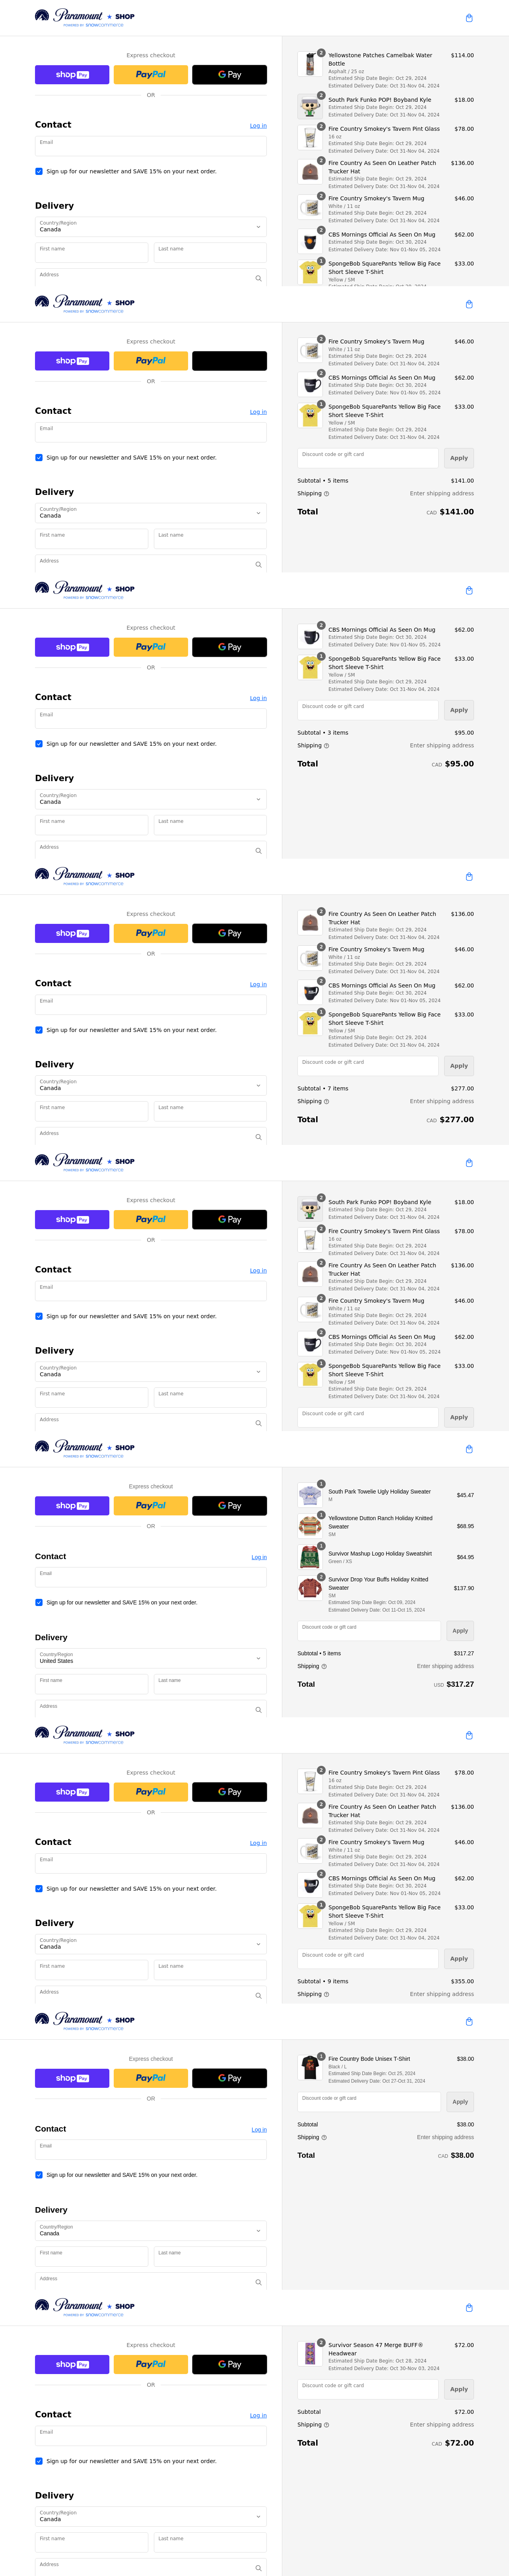 Paramount ★ SHOP
POWERED BY snowcommerce
Express checkout
shop Pay
PayPal
G Pay
OR
Contact
Log in
Email
Sign up for our newsletter and SAVE 15% on your next order.
Delivery
Country/Region
Canada
First name
Last name
Address
2
Yellowstone Patches Camelbak Water
Bottle
$114.00
Asphalt / 25 oz
Estimated Ship Date Begin: Oct 29, 2024
Estimated Delivery Date: Oct 31-Nov 04, 2024
2
South Park Funko POP! Boyband Kyle
$18.00
Estimated Ship Date Begin: Oct 29, 2024
Estimated Delivery Date: Oct 31-Nov 04, 2024
2
Fire Country Smokey's Tavern Pint Glass
$78.00
16 oz
Estimated Ship Date Begin: Oct 29, 2024
Estimated Delivery Date: Oct 31-Nov 04, 2024
2
Fire Country As Seen On Leather Patch
Trucker Hat
$136.00
Estimated Ship Date Begin: Oct 29, 2024
Estimated Delivery Date: Oct 31-Nov 04, 2024
2
Fire Country Smokey's Tavern Mug
$46.00
White / 11 oz
Estimated Ship Date Begin: Oct 29, 2024
Estimated Delivery Date: Oct 31-Nov 04, 2024
2
CBS Mornings Official As Seen On Mug
$62.00
Estimated Ship Date Begin: Oct 30, 2024
Estimated Delivery Date: Nov 01-Nov 05, 2024
1
SpongeBob SquarePants Yellow Big Face
Short Sleeve T-Shirt
$33.00
Yellow / SM
Estimated Ship Date Begin: Oct 29, 2024
Paramount ★ SHOP
POWERED BY snowcommerce
Express checkout
shop Pay
PayPal
OR
Contact
Log in
Email
Sign up for our newsletter and SAVE 15% on your next order.
Delivery
Country/Region
Canada
First name
Last name
Address
2
Fire Country Smokey's Tavern Mug
$46.00
White / 11 oz
Estimated Ship Date Begin: Oct 29, 2024
Estimated Delivery Date: Oct 31-Nov 04, 2024
2
CBS Mornings Official As Seen On Mug
$62.00
Estimated Ship Date Begin: Oct 30, 2024
Estimated Delivery Date: Nov 01-Nov 05, 2024
1
SpongeBob SquarePants Yellow Big Face
Short Sleeve T-Shirt
$33.00
Yellow / SM
Estimated Ship Date Begin: Oct 29, 2024
Estimated Delivery Date: Oct 31-Nov 04, 2024
Discount code or gift card
Apply
Subtotal • 5 items
$141.00
Shipping
Enter shipping address
Total
CAD $141.00
Paramount ★ SHOP
POWERED BY snowcommerce
Express checkout
shop Pay
PayPal
G Pay
OR
Contact
Log in
Email
Sign up for our newsletter and SAVE 15% on your next order.
Delivery
Country/Region
Canada
First name
Last name
Address
2
CBS Mornings Official As Seen On Mug
$62.00
Estimated Ship Date Begin: Oct 30, 2024
Estimated Delivery Date: Nov 01-Nov 05, 2024
1
SpongeBob SquarePants Yellow Big Face
Short Sleeve T-Shirt
$33.00
Yellow / SM
Estimated Ship Date Begin: Oct 29, 2024
Estimated Delivery Date: Oct 31-Nov 04, 2024
Discount code or gift card
Apply
Subtotal • 3 items
$95.00
Shipping
Enter shipping address
Total
CAD $95.00
Paramount ★ SHOP
POWERED BY snowcommerce
Express checkout
shop Pay
PayPal
G Pay
OR
Contact
Log in
Email
Sign up for our newsletter and SAVE 15% on your next order.
Delivery
Country/Region
Canada
First name
Last name
Address
2
Fire Country As Seen On Leather Patch
Trucker Hat
$136.00
Estimated Ship Date Begin: Oct 29, 2024
Estimated Delivery Date: Oct 31-Nov 04, 2024
2
Fire Country Smokey's Tavern Mug
$46.00
White / 11 oz
Estimated Ship Date Begin: Oct 29, 2024
Estimated Delivery Date: Oct 31-Nov 04, 2024
2
CBS Mornings Official As Seen On Mug
$62.00
Estimated Ship Date Begin: Oct 30, 2024
Estimated Delivery Date: Nov 01-Nov 05, 2024
1
SpongeBob SquarePants Yellow Big Face
Short Sleeve T-Shirt
$33.00
Yellow / SM
Estimated Ship Date Begin: Oct 29, 2024
Estimated Delivery Date: Oct 31-Nov 04, 2024
Discount code or gift card
Apply
Subtotal • 7 items
$277.00
Shipping
Enter shipping address
Total
CAD $277.00
Paramount ★ SHOP
POWERED BY snowcommerce
Express checkout
shop Pay
PayPal
G Pay
OR
Contact
Log in
Email
Sign up for our newsletter and SAVE 15% on your next order.
Delivery
Country/Region
Canada
First name
Last name
Address
2
South Park Funko POP! Boyband Kyle
$18.00
Estimated Ship Date Begin: Oct 29, 2024
Estimated Delivery Date: Oct 31-Nov 04, 2024
2
Fire Country Smokey's Tavern Pint Glass
$78.00
16 oz
Estimated Ship Date Begin: Oct 29, 2024
Estimated Delivery Date: Oct 31-Nov 04, 2024
2
Fire Country As Seen On Leather Patch
Trucker Hat
$136.00
Estimated Ship Date Begin: Oct 29, 2024
Estimated Delivery Date: Oct 31-Nov 04, 2024
2
Fire Country Smokey's Tavern Mug
$46.00
White / 11 oz
Estimated Ship Date Begin: Oct 29, 2024
Estimated Delivery Date: Oct 31-Nov 04, 2024
2
CBS Mornings Official As Seen On Mug
$62.00
Estimated Ship Date Begin: Oct 30, 2024
Estimated Delivery Date: Nov 01-Nov 05, 2024
1
SpongeBob SquarePants Yellow Big Face
Short Sleeve T-Shirt
$33.00
Yellow / SM
Estimated Ship Date Begin: Oct 29, 2024
Estimated Delivery Date: Oct 31-Nov 04, 2024
Discount code or gift card
Apply
Paramount ★ SHOP
POWERED BY snowcommerce
Express checkout
shop Pay
PayPal
G Pay
OR
Contact
Log in
Email
Sign up for our newsletter and SAVE 15% on your next order.
Delivery
Country/Region
United States
First name
Last name
Address
1
South Park Towelie Ugly Holiday Sweater
$45.47
M
1
Yellowstone Dutton Ranch Holiday Knitted
Sweater
$68.95
SM
1
Survivor Mashup Logo Holiday Sweatshirt
$64.95
Green / XS
2
Survivor Drop Your Buffs Holiday Knitted
Sweater
$137.90
SM
Estimated Ship Date Begin: Oct 09, 2024
Estimated Delivery Date: Oct 11-Oct 15, 2024
Discount code or gift card
Apply
Subtotal • 5 items
$317.27
Shipping
Enter shipping address
Total
USD $317.27
Paramount ★ SHOP
POWERED BY snowcommerce
Express checkout
shop Pay
PayPal
G Pay
OR
Contact
Log in
Email
Sign up for our newsletter and SAVE 15% on your next order.
Delivery
Country/Region
Canada
First name
Last name
Address
2
Fire Country Smokey's Tavern Pint Glass
$78.00
16 oz
Estimated Ship Date Begin: Oct 29, 2024
Estimated Delivery Date: Oct 31-Nov 04, 2024
2
Fire Country As Seen On Leather Patch
Trucker Hat
$136.00
Estimated Ship Date Begin: Oct 29, 2024
Estimated Delivery Date: Oct 31-Nov 04, 2024
2
Fire Country Smokey's Tavern Mug
$46.00
White / 11 oz
Estimated Ship Date Begin: Oct 29, 2024
Estimated Delivery Date: Oct 31-Nov 04, 2024
2
CBS Mornings Official As Seen On Mug
$62.00
Estimated Ship Date Begin: Oct 30, 2024
Estimated Delivery Date: Nov 01-Nov 05, 2024
1
SpongeBob SquarePants Yellow Big Face
Short Sleeve T-Shirt
$33.00
Yellow / SM
Estimated Ship Date Begin: Oct 29, 2024
Estimated Delivery Date: Oct 31-Nov 04, 2024
Discount code or gift card
Apply
Subtotal • 9 items
$355.00
Shipping
Enter shipping address
Paramount ★ SHOP
POWERED BY snowcommerce
Express checkout
shop Pay
PayPal
G Pay
OR
Contact
Log in
Email
Sign up for our newsletter and SAVE 15% on your next order.
Delivery
Country/Region
Canada
First name
Last name
Address
1
Fire Country Bode Unisex T-Shirt
$38.00
Black / L
Estimated Ship Date Begin: Oct 25, 2024
Estimated Delivery Date: Oct 27-Oct 31, 2024
Discount code or gift card
Apply
Subtotal
$38.00
Shipping
Enter shipping address
Total
CAD $38.00
Paramount ★ SHOP
POWERED BY snowcommerce
Express checkout
shop Pay
PayPal
G Pay
OR
Contact
Log in
Email
Sign up for our newsletter and SAVE 15% on your next order.
Delivery
Country/Region
Canada
First name
Last name
Address
2
Survivor Season 47 Merge BUFF®
Headwear
$72.00
Estimated Ship Date Begin: Oct 28, 2024
Estimated Delivery Date: Oct 30-Nov 03, 2024
Discount code or gift card
Apply
Subtotal
$72.00
Shipping
Enter shipping address
Total
CAD $72.00